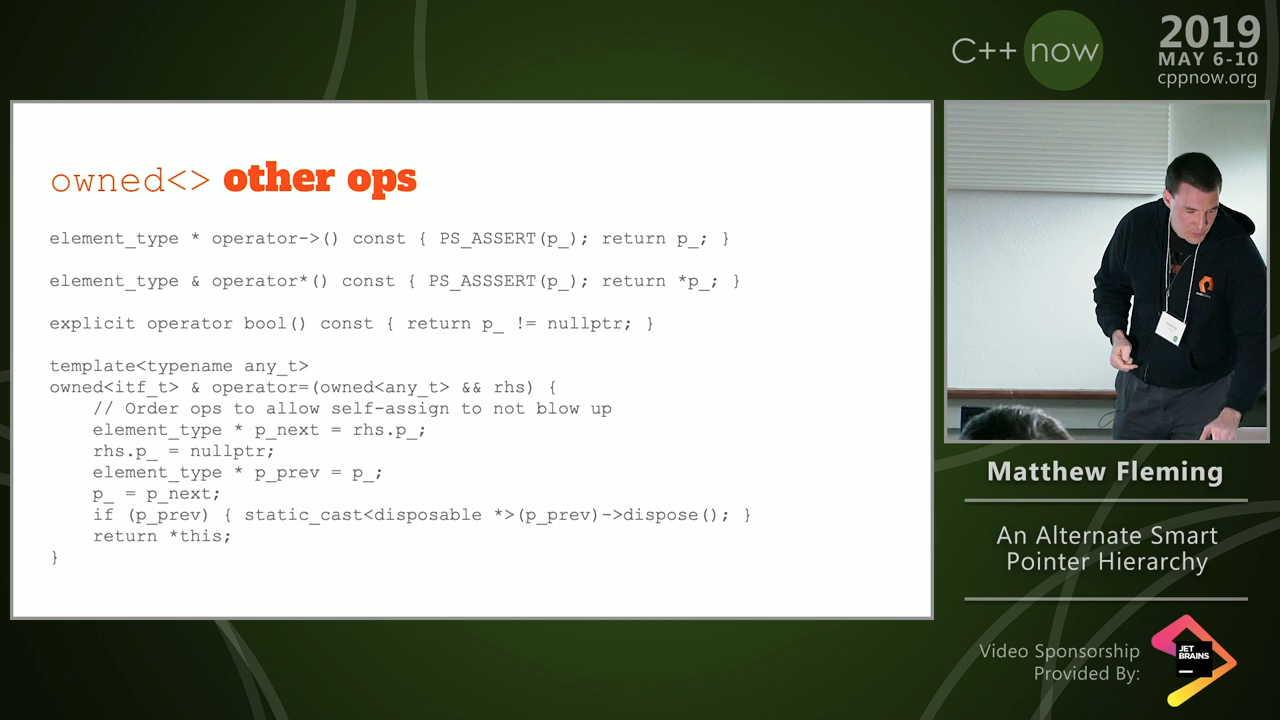 C++ now
2019
MAY 6-10
cppnow.org
owned<> other ops
element_type * operator->() const { PS_ASSERT(p_); return p_; }
element_type & operator*() const { PS_ASSSERT(p_); return *p_; }
explicit operator bool() const { return p_ != nullptr; }
template<typename any_t>
owned<itf_t> & operator=(owned<any_t> && rhs) {
    // Order ops to allow self-assign to not blow up
    element_type * p_next = rhs.p_;
    rhs.p_ = nullptr;
    element_type * p_prev = p_;
    p_ = p_next;
    if (p_prev) { static_cast<disposable *>(p_prev)->dispose(); }
    return *this;
}
Matthew Fleming
An Alternate Smart
Pointer Hierarchy
Video Sponsorship
Provided By:
JET
BRAINS